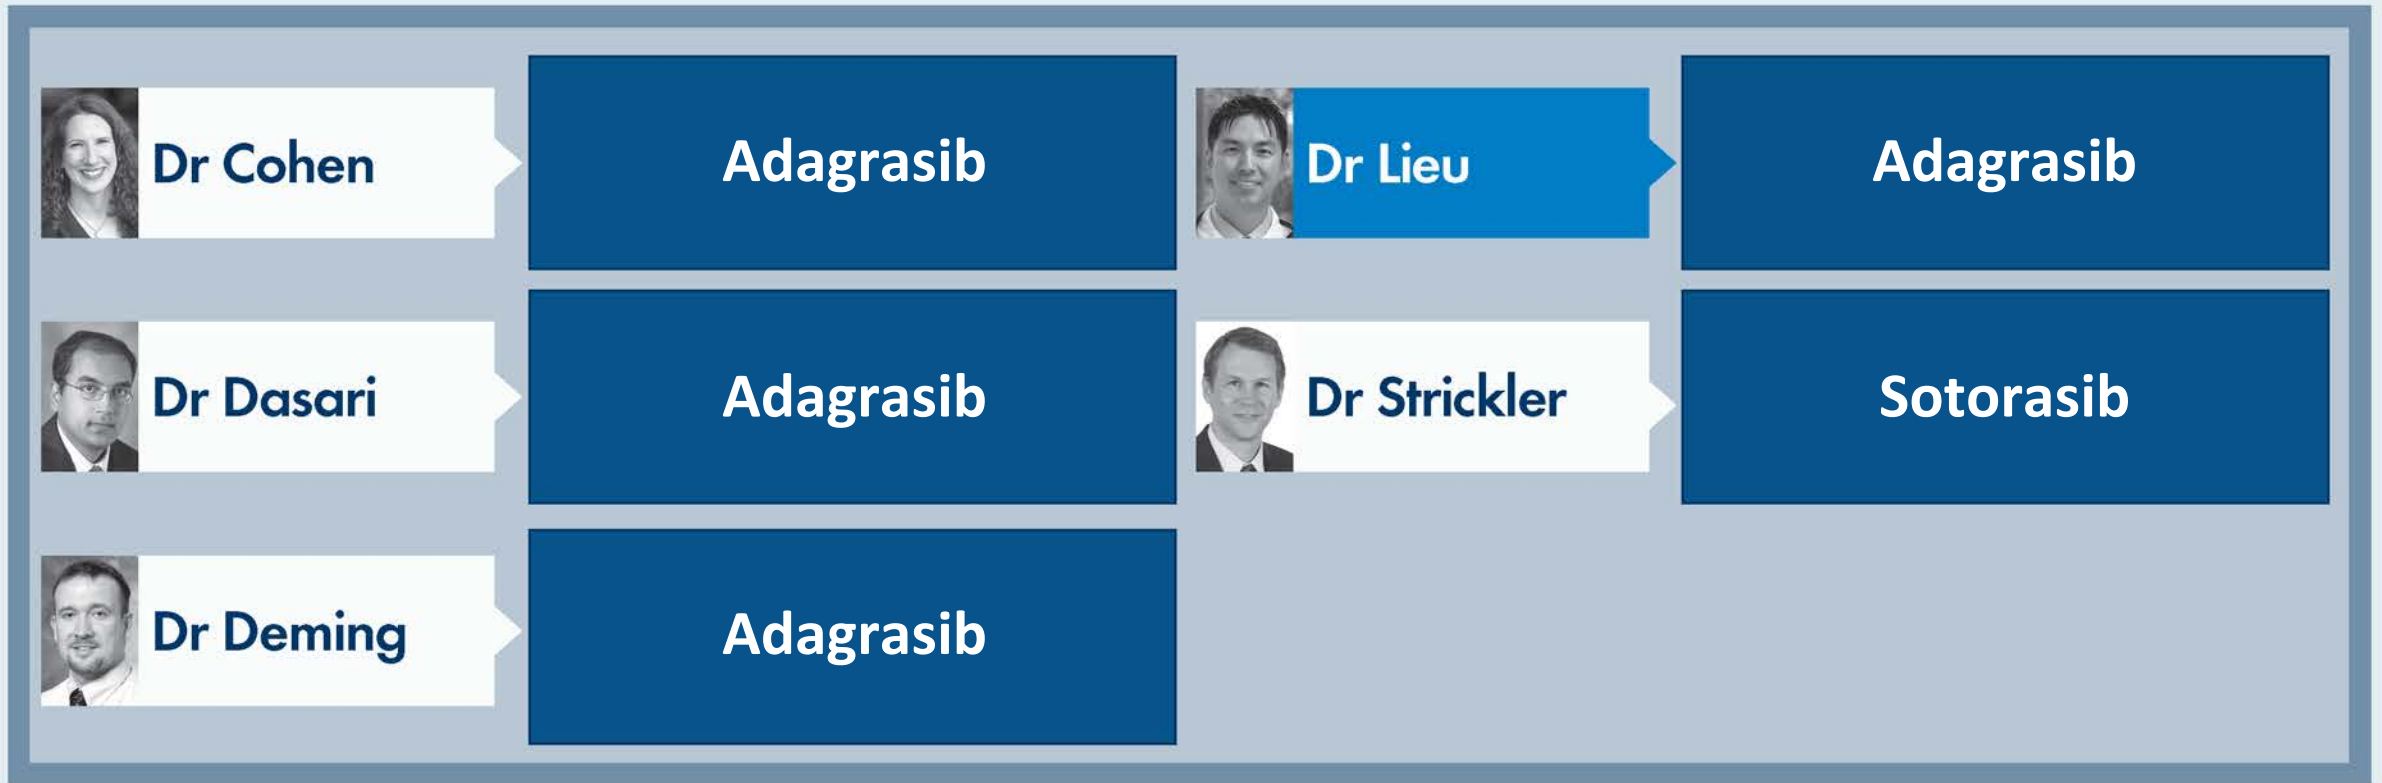 Dr Cohen
Adagrasib
Dr Lieu
Adagrasib
Dr Dasari
Adagrasib
Dr Strickler
Sotorasib
Dr Deming
Adagrasib